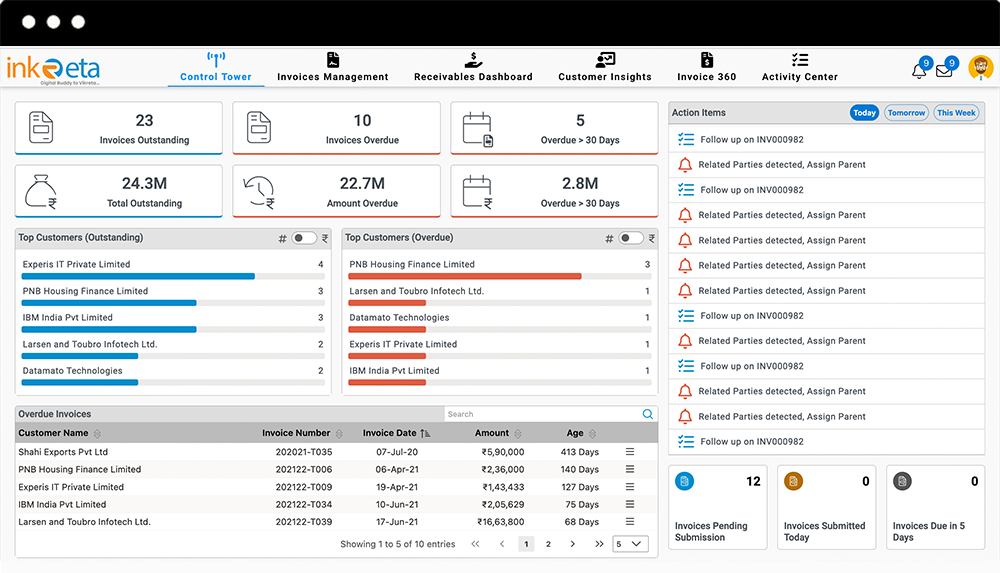 inkreta
Digital Buddy to Vikreta...
Control Tower
Invoices Management
Receivables Dashboard
Customer Insights
Invoice 360
Activity Center
9
9
23
Invoices Outstanding
10
Invoices Overdue
5
Overdue > 30 Days
24.3M
Total Outstanding
22.7M
Amount Overdue
2.8M
Overdue > 30 Days
Top Customers (Outstanding) # ₹
Experis IT Private Limited 4
PNB Housing Finance Limited 3
IBM India Pvt Limited 3
Larsen and Toubro Infotech Ltd. 2
Datamato Technologies 2
Top Customers (Overdue) # ₹
PNB Housing Finance Limited 3
Larsen and Toubro Infotech Ltd. 1
Datamato Technologies 1
Experis IT Private Limited 1
IBM India Pvt Limited 1
Overdue Invoices Search
Customer Name Invoice Number Invoice Date Amount Age
Shahi Exports Pvt Ltd 202021-T035 07-Jul-20 ₹5,90,000 413 Days
PNB Housing Finance Limited 202122-T006 06-Apr-21 ₹2,36,000 140 Days
Experis IT Private Limited 202122-T009 19-Apr-21 ₹1,43,433 127 Days
IBM India Pvt Limited 202122-T034 10-Jun-21 ₹2,05,629 75 Days
Larsen and Toubro Infotech Ltd. 202122-T039 17-Jun-21 ₹16,63,800 68 Days
Showing 1 to 5 of 10 entries << < 1 2 > >> 5
Action Items Today Tomorrow This Week
Follow up on INV000982
Related Parties detected, Assign Parent
Follow up on INV000982
Related Parties detected, Assign Parent
Related Parties detected, Assign Parent
Related Parties detected, Assign Parent
Related Parties detected, Assign Parent
Follow up on INV000982
Related Parties detected, Assign Parent
Follow up on INV000982
Related Parties detected, Assign Parent
Related Parties detected, Assign Parent
Follow up on INV000982
12
Invoices Pending
Submission
0
Invoices Submitted
Today
0
Invoices Due in 5
Days